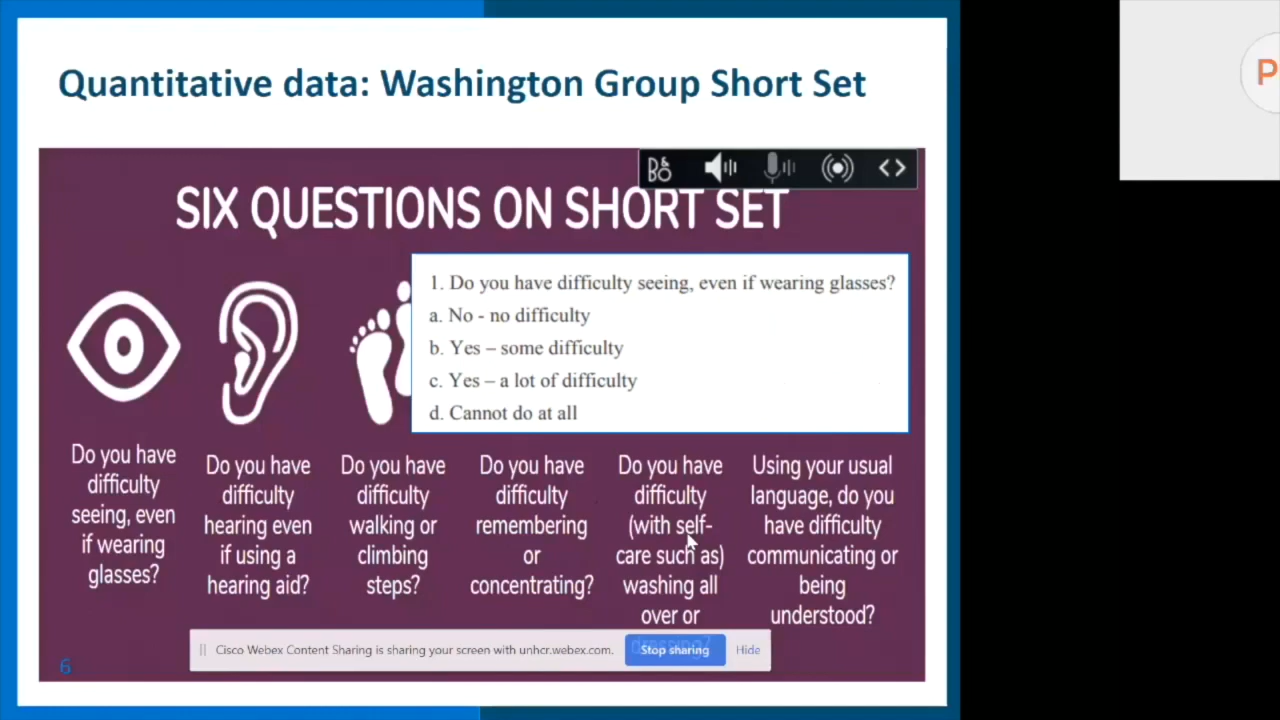 Quantitative data: Washington Group Short Set
P
B&O
SIX QUESTIONS ON SHORT SET
1. Do you have difficulty seeing, even if wearing glasses?
a. No - no difficulty
b. Yes – some difficulty
c. Yes – a lot of difficulty
d. Cannot do at all
Do you have
difficulty
seeing, even
if wearing
glasses?
Do you have
difficulty
hearing even
if using a
hearing aid?
Do you have
difficulty
walking or
climbing
steps?
Do you have
difficulty
remembering
or
concentrating?
Do you have
difficulty
(with self-
care such as)
washing all
over or
dressing?
Using your usual
language, do you
have difficulty
communicating or
being
understood?
Cisco Webex Content Sharing is sharing your screen with unhcr.webex.com.
Stop sharing
Hide
6